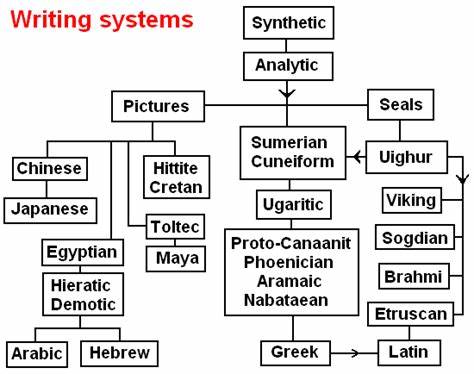 Writing systems
Synthetic
Analytic
Pictures
Seals
Chinese
Japanese
Hittite
Cretan
Sumerian
Cuneiform
Uighur
Toltec
Maya
Ugaritic
Viking
Egyptian
Hieratic
Demotic
Proto-Canaanit
Phoenician
Aramaic
Nabataean
Sogdian
Brahmi
Etruscan
Arabic
Hebrew
Greek
Latin